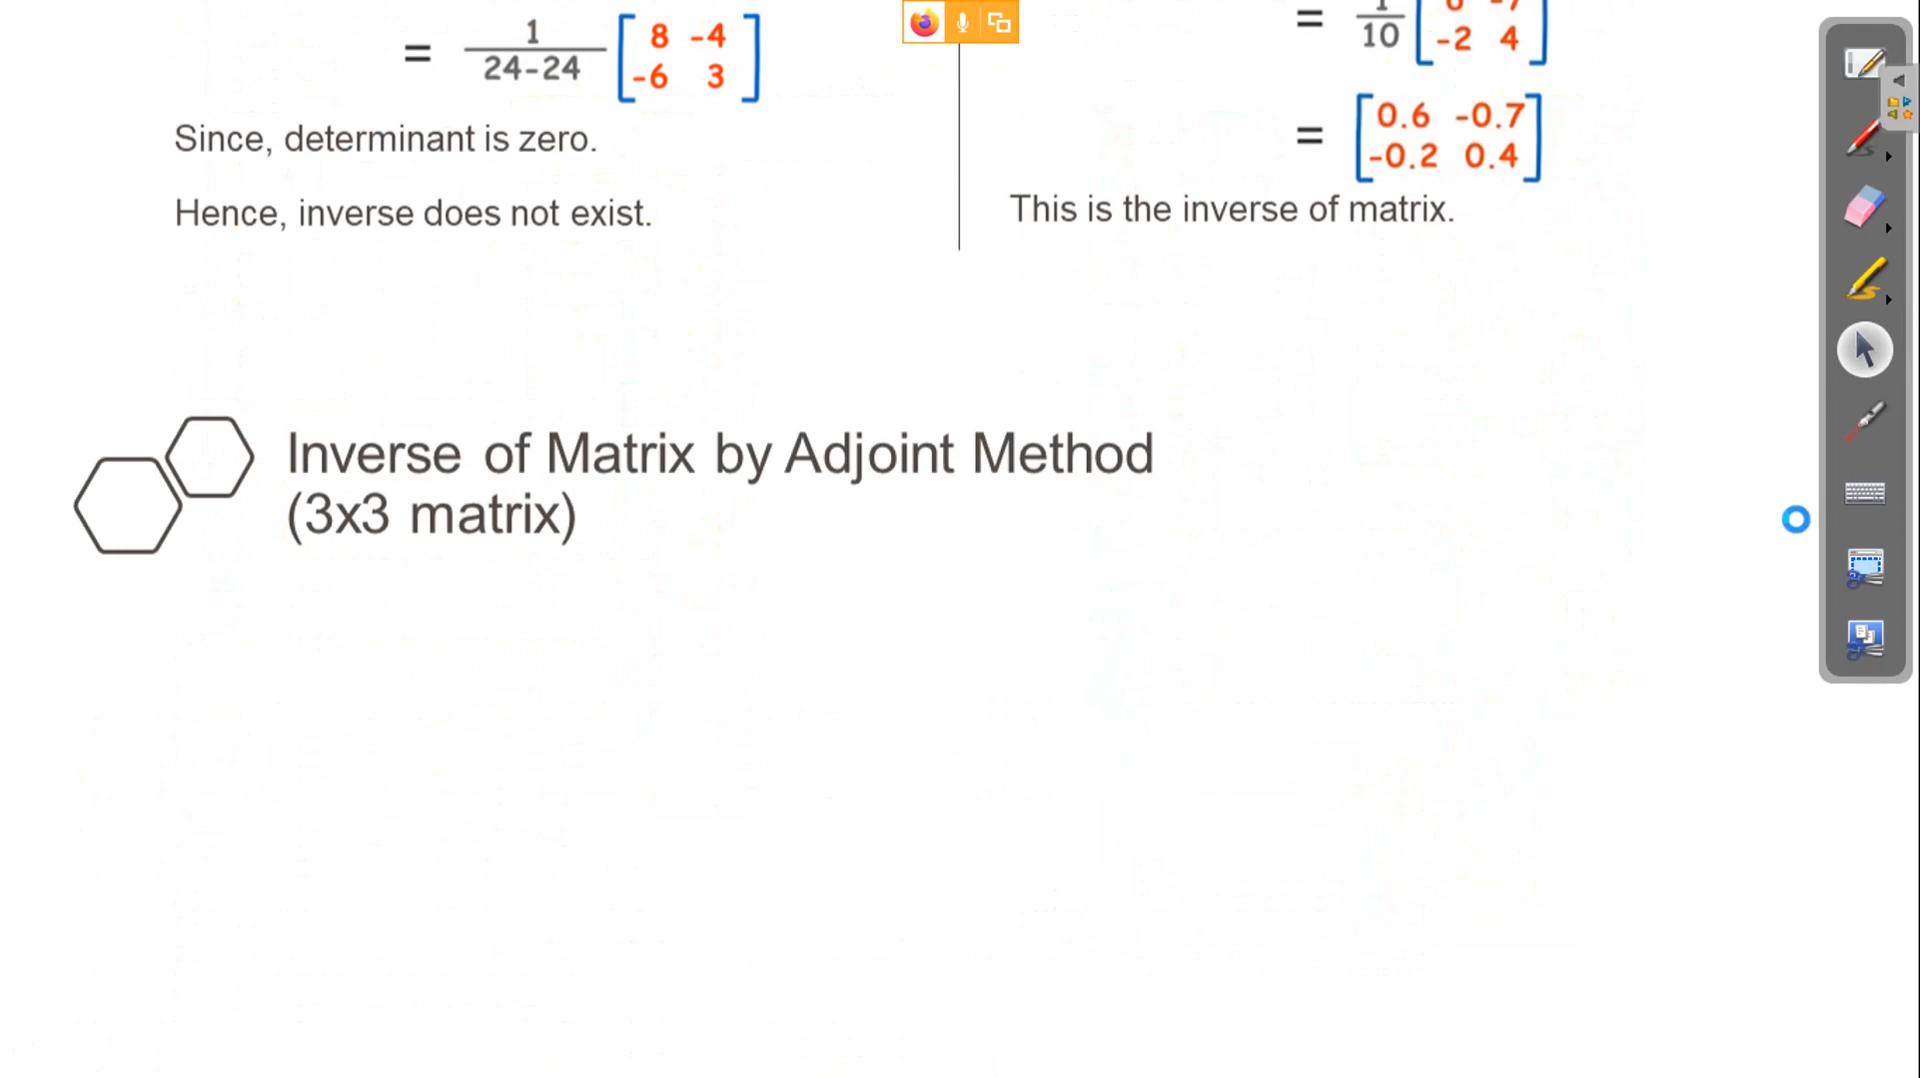 = 1/24-24 [8 -4
-6 3]
Since, determinant is zero.
Hence, inverse does not exist.
= /10 [
-2 4]
= [0.6 -0.7
-0.2 0.4]
This is the inverse of matrix.
Inverse of Matrix by Adjoint Method
(3x3 matrix)